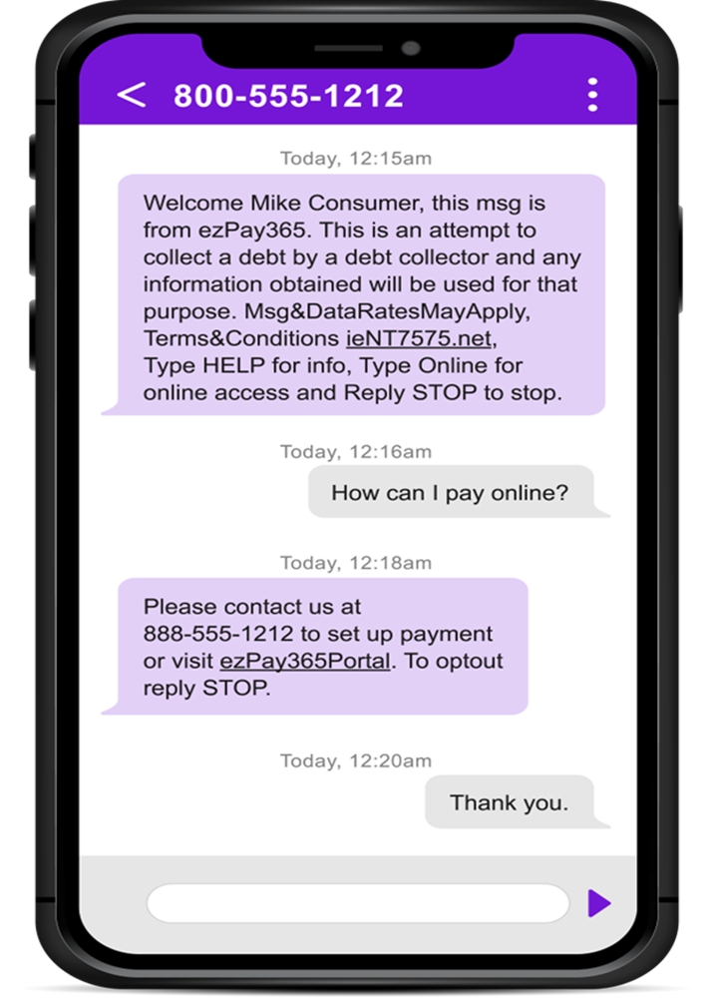 800-555-1212
Today, 12:15am
Welcome Mike Consumer, this msg is
from ezPay365. This is an attempt to
collect a debt by a debt collector and any
information obtained will be used for that
purpose. Msg&DataRatesMayApply,
Terms&Conditions ieNT7575.net,
Type HELP for info, Type Online for
online access and Reply STOP to stop.
Today, 12:16am
How can I pay online?
Today, 12:18am
Please contact us at
888-555-1212 to set up payment
or visit ezPay365Portal. To optout
reply STOP.
Today, 12:20am
Thank you.